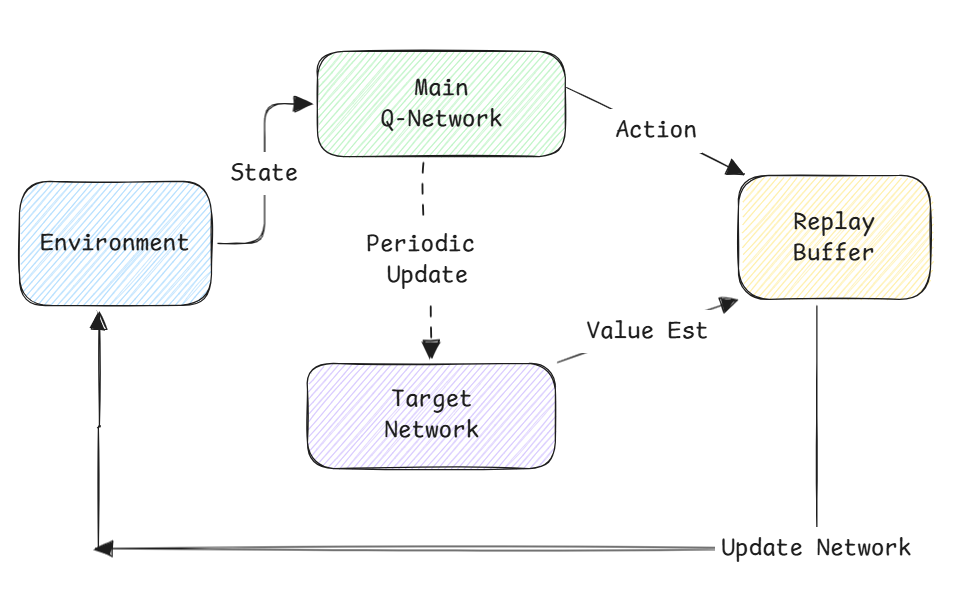 Main
Q-Network
Action
State
Environment
Periodic
Update
Replay
Buffer
Value Est
Target
Network
Update Network